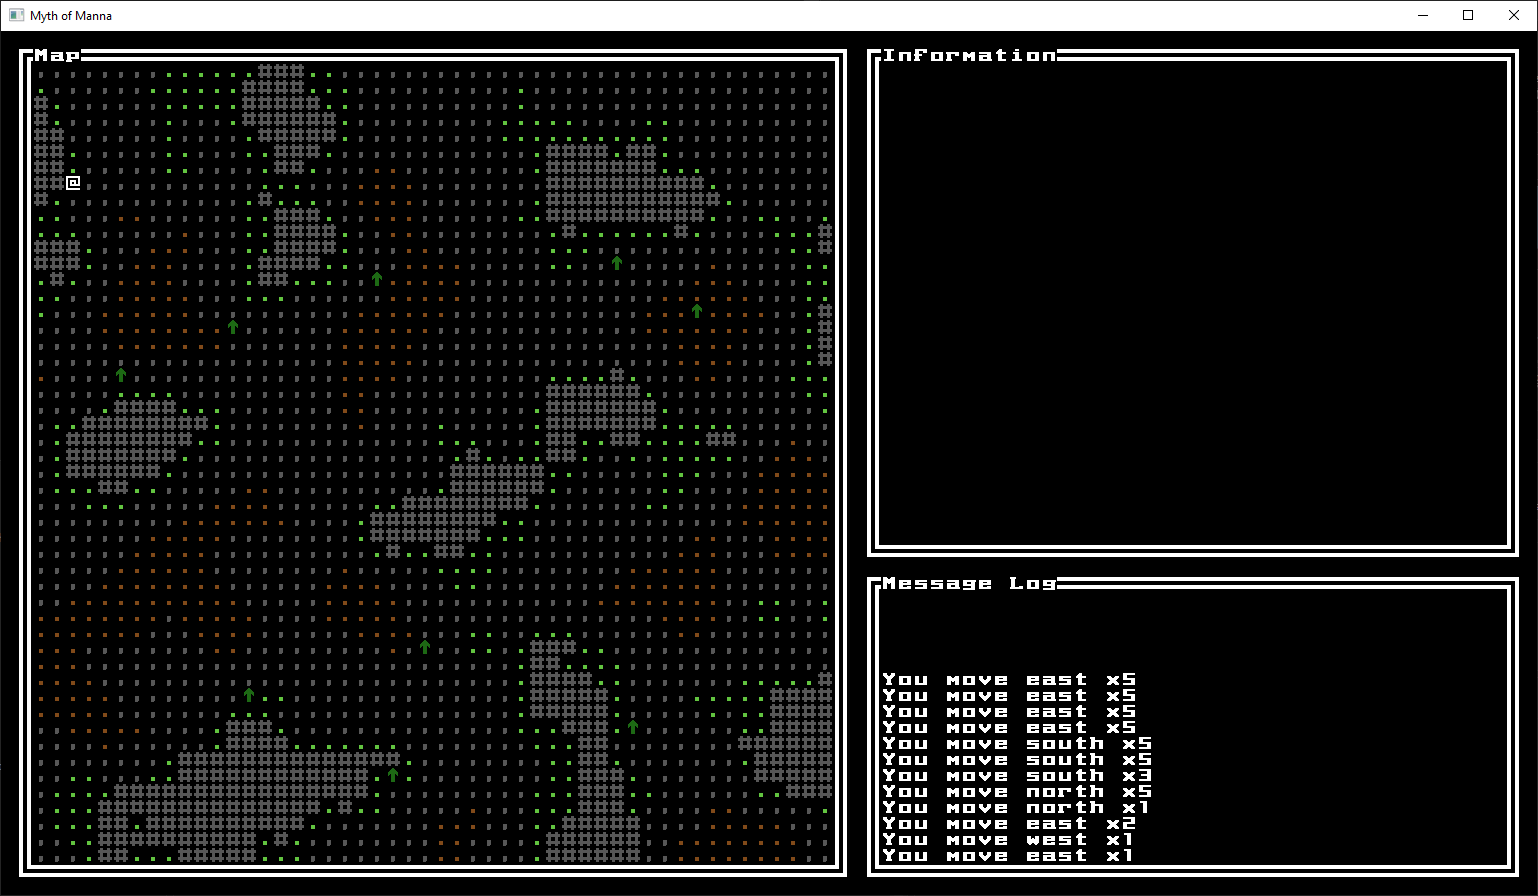 Myth of Manna
Map
Information
Message Log
You move east x5
You move east x5
You move east x5
You move east x5
You move south x5
You move south x5
You move south x3
You move north x5
You move north x1
You move east x2
You move west x1
You move east x1